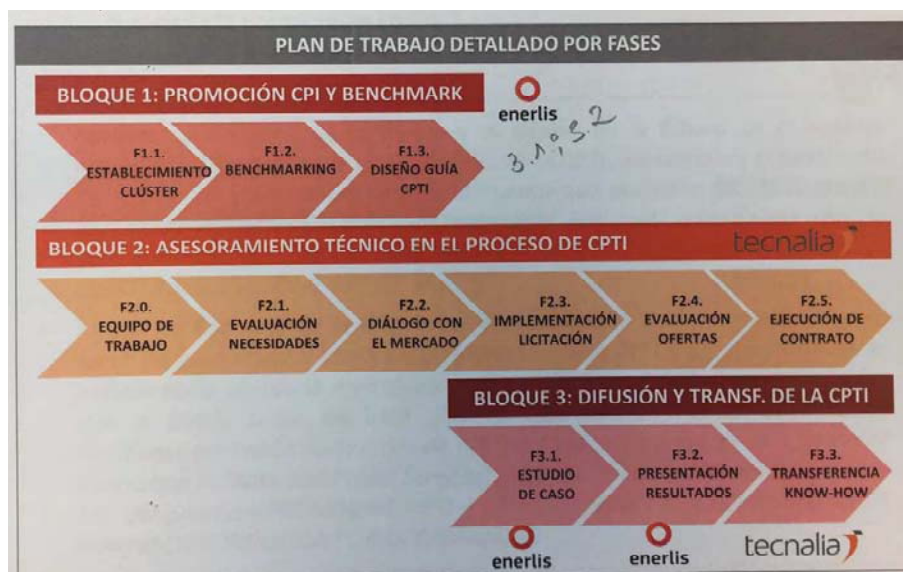 PLAN DE TRABAJO DETALLADO POR FASES
BLOQUE 1: PROMOCIÓN CPI Y BENCHMARK
enerlis
3.1 y 3.2
F1.1.
ESTABLECIMIENTO
CLÚSTER
F1.2.
BENCHMARKING
F1.3.
DISEÑO GUÍA
CPTI
BLOQUE 2: ASESORAMIENTO TÉCNICO EN EL PROCESO DE CPTI
tecnalia
F2.0.
EQUIPO DE
TRABAJO
F2.1.
EVALUACIÓN
NECESIDADES
F2.2.
DIÁLOGO CON
EL MERCADO
F2.3.
IMPLEMENTACIÓN
LICITACIÓN
F2.4.
EVALUACIÓN
OFERTAS
F2.5.
EJECUCIÓN DE
CONTRATO
BLOQUE 3: DIFUSIÓN Y TRANSF. DE LA CPTI
F3.1.
ESTUDIO
DE CASO
F3.2.
PRESENTACIÓN
RESULTADOS
F3.3.
TRANSFERENCIA
KNOW-HOW
enerlis
enerlis
tecnalia